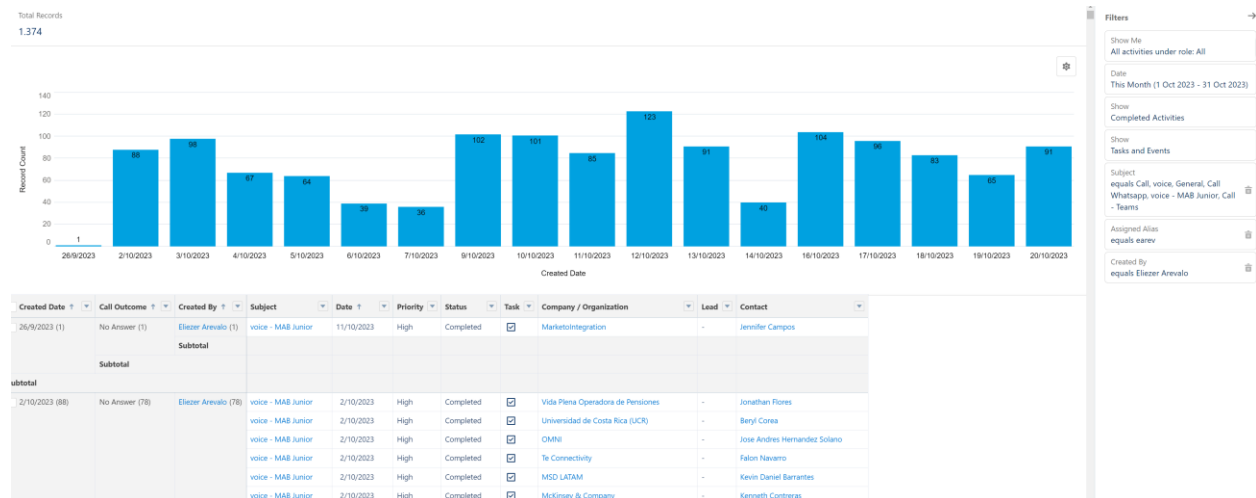 Total Records
1.374
140
120
100
80
60
40
20
0
Record Count
1
88
98
67
64
39
36
102
101
85
123
91
40
104
96
83
65
91
26/9/2023 2/10/2023 3/10/2023 4/10/2023 5/10/2023 6/10/2023 7/10/2023 9/10/2023 10/10/2023 11/10/2023 12/10/2023 13/10/2023 14/10/2023 16/10/2023 17/10/2023 18/10/2023 19/10/2023 20/10/2023
Created Date
Created Date ↑ Call Outcome ↑ Created By ↑ Subject Date ↑ Priority Status Task Company / Organization Lead Contact
26/9/2023 (1) No Answer (1) Eliezer Arevalo (1) voice - MAB Junior 11/10/2023 High Completed MarketoIntegration - Jennifer Campos
Subtotal
Subtotal
ubtotal
2/10/2023 (88) No Answer (78) Eliezer Arevalo (78) voice - MAB Junior 2/10/2023 High Completed Vida Plena Operadora de Pensiones - Jonathan Flores
voice - MAB Junior 2/10/2023 High Completed Universidad de Costa Rica (UCR) - Beryl Corea
voice - MAB Junior 2/10/2023 High Completed OMNI - Jose Andres Hernandez Solano
voice - MAB Junior 2/10/2023 High Completed Te Connectivity - Falon Navarro
voice - MAB Junior 2/10/2023 High Completed MSD LATAM - Kevin Daniel Barrantes
voice - MAB Junior 2/10/2023 High Completed McKinsey & Company - Kenneth Contreras
Filters
Show Me
All activities under role: All
Date
This Month (1 Oct 2023 - 31 Oct 2023)
Show
Completed Activities
Show
Tasks and Events
Subject
equals Call, voice, General, Call
Whatsapp, voice - MAB Junior, Call
- Teams
Assigned Alias
equals earev
Created By
equals Eliezer Arevalo